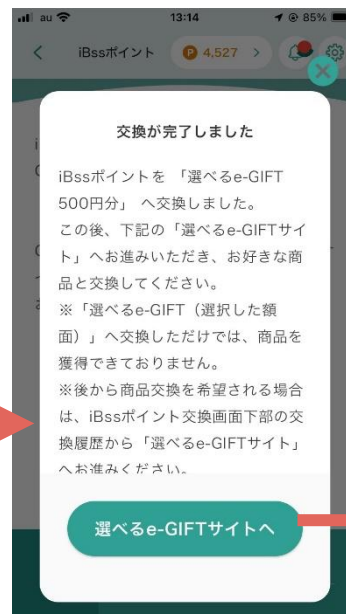 au 13:14 85%
iBssポイント P 4,527 >
交換が完了しました
iBssポイントを 「選べるe-GIFT
500円分」 へ交換しました。
この後、下記の「選べるe-GIFTサイ
ト」へお進みいただき、お好きな商
品と交換してください。
※「選べるe-GIFT（選択した額
面）」へ交換しただけでは、商品を
獲得できておりません。
※後から商品交換を希望される場合
は、iBssポイント交換画面下部の交
換履歴から「選べるe-GIFTサイト」
へお進みください。
選べるe-GIFTサイトへ